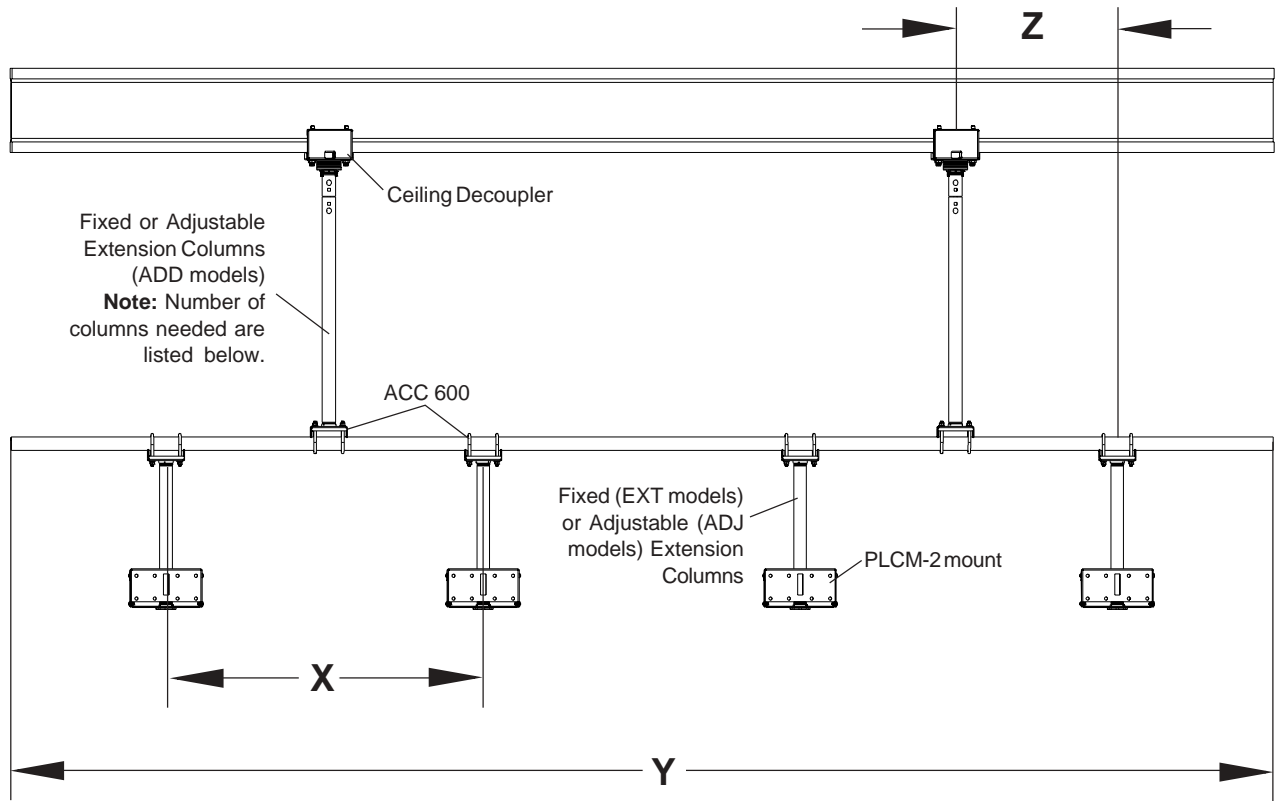 Z
Ceiling Decoupler
Fixed or Adjustable
Extension Columns
(ADD models)
Note: Number of
columns needed are
listed below.
ACC 600
Fixed (EXT models)
or Adjustable (ADJ
models) Extension
Columns
PLCM-2 mount
X
Y